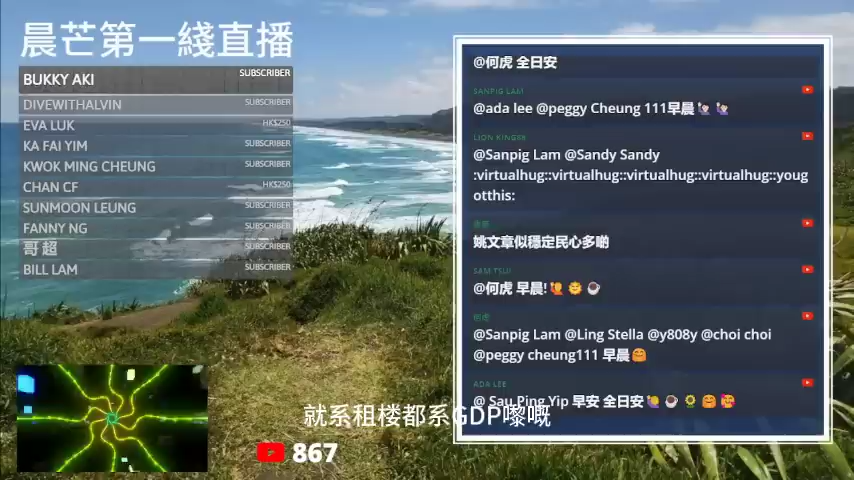 晨芒第一綫直播
BUKKY AKI SUBSCRIBER
DIVEWITHALVIN SUBSCRIBER
EVA LUK HK$250
KA FAI YIM SUBSCRIBER
KWOK MING CHEUNG SUBSCRIBER
CHAN CF HK$250
SUNMOON LEUNG SUBSCRIBER
FANNY NG SUBSCRIBER
哥 超 SUBSCRIBER
BILL LAM SUBSCRIBER
@何虎 全日安
SANPIG LAM
@ada lee @peggy Cheung 111早晨🙋🏻 🙋🏻‍♀️
LION KINGER
@Sanpig Lam @Sandy Sandy
:virtualhug::virtualhug::virtualhug::virtualhug::youg
otthis:
姚文章似穩定民心多啲
SAM TSUI
@何虎 早晨!🙋 🌞 ☕
何虎
@Sanpig Lam @Ling Stella @y808y @choi choi
@peggy cheung111 早晨🤗
ADA LEE
@ Sau Ping Yip 早安 全日安🙋 ☕ 🌻 🤗 🥰
就系租楼都系GDP嚟嘅
867